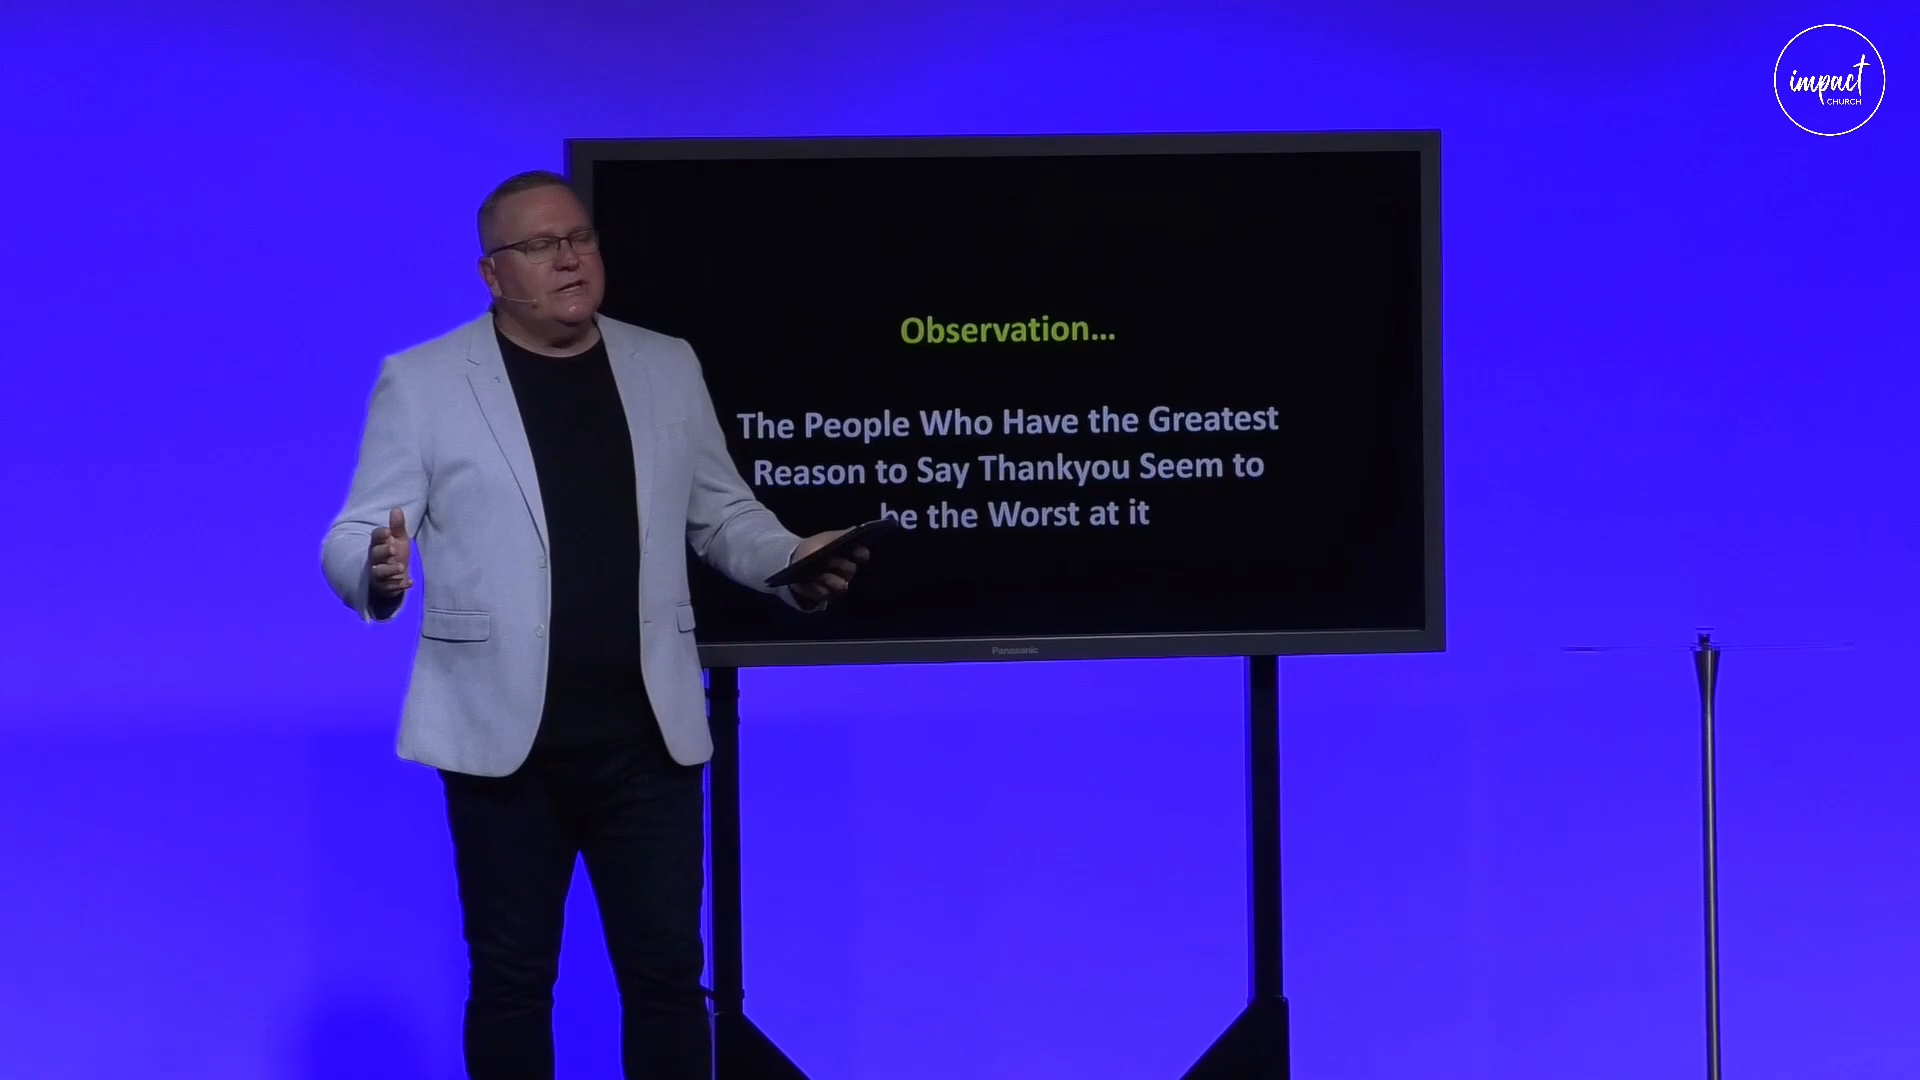 impact
CHURCH
Observation...
The People Who Have the Greatest
Reason to Say Thankyou Seem to
be the Worst at it
Panasonic